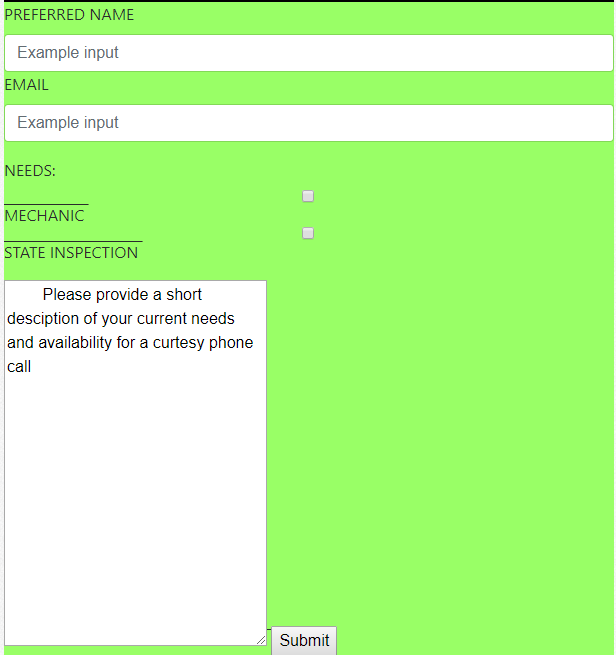 PREFERRED NAME
Example input
EMAIL
Example input
NEEDS:
MECHANIC
STATE INSPECTION
Please provide a short
desciption of your current needs
and availability for a curtesy phone
call
Submit